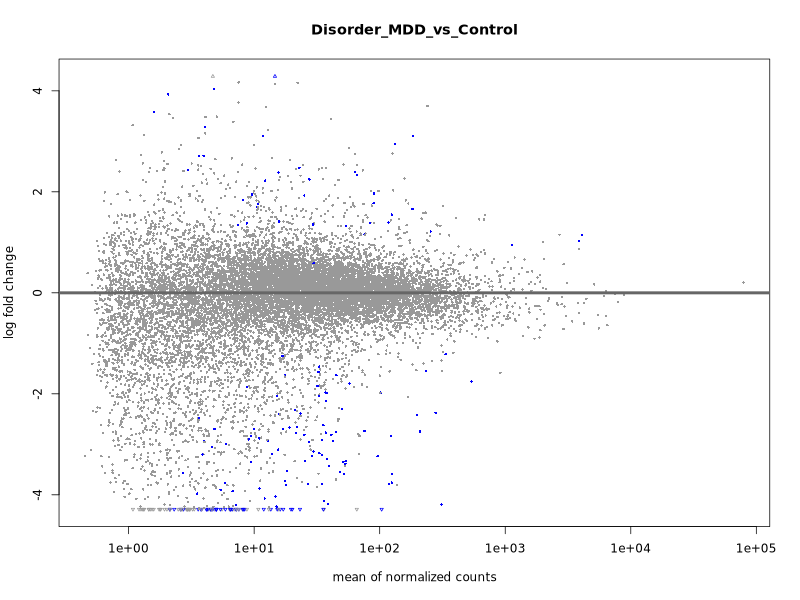 Disorder_MDD_vs_Control
log fold change
4
2
0
-2
-4
1e+00 1e+01 1e+02 1e+03 1e+04 1e+05
mean of normalized counts